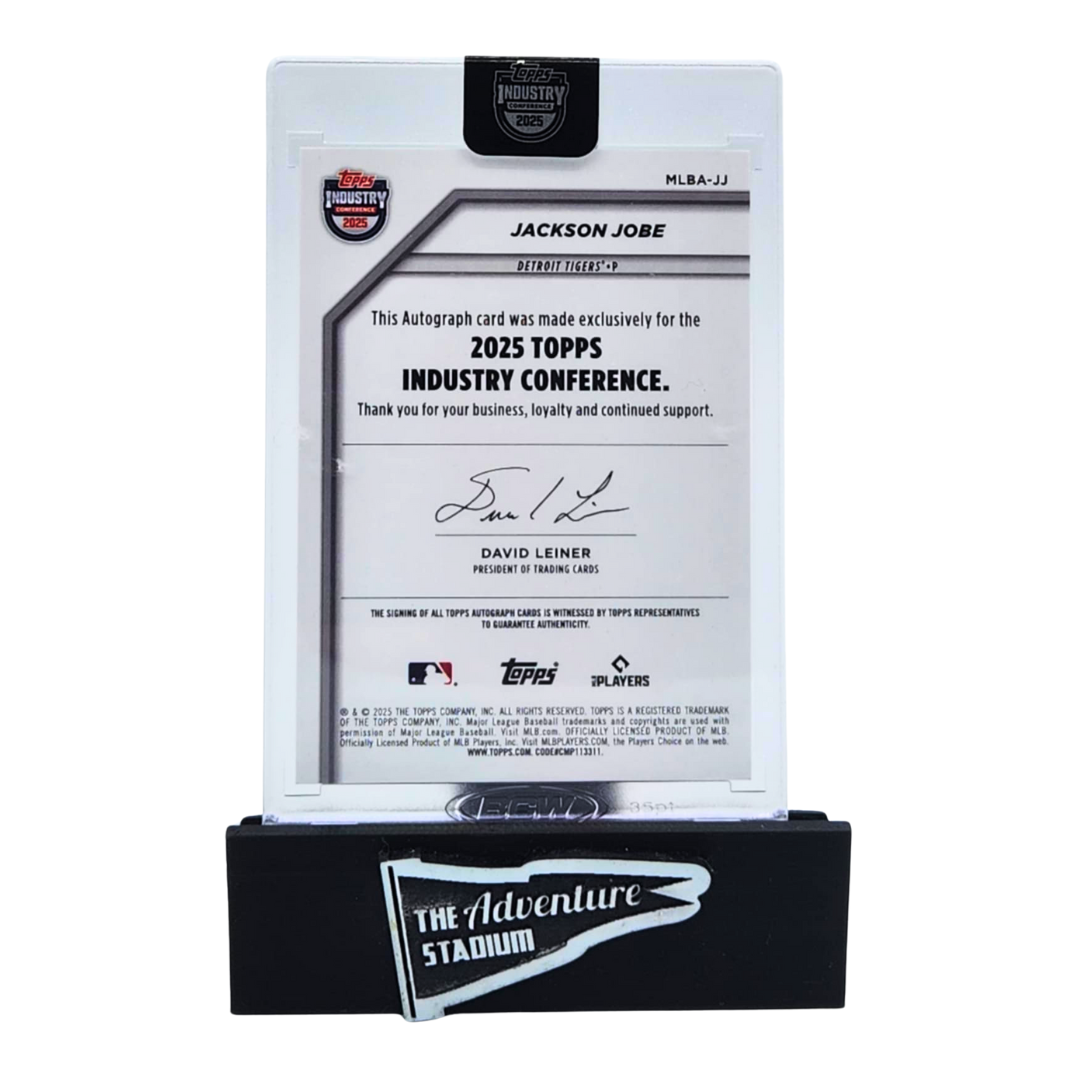 Topps
INDUSTRY
CONFERENCE
2025
MLBA-JJ
Topps
INDUSTRY
CONFERENCE
2025
JACKSON JOBE
DETROIT TIGERS®•P
This Autograph card was made exclusively for the
2025 TOPPS
INDUSTRY CONFERENCE.
Thank you for your business, loyalty and continued support.
DAVID LEINER
PRESIDENT OF TRADING CARDS
THE SIGNING OF ALL TOPPS AUTOGRAPH CARDS IS WITNESSED BY TOPPS REPRESENTATIVES
TO GUARANTEE AUTHENTICITY.
Topps®
PLAYERS
® & © 2025 THE TOPPS COMPANY, INC. ALL RIGHTS RESERVED. TOPPS IS A REGISTERED TRADEMARK
OF THE TOPPS COMPANY, INC. Major League Baseball trademarks and copyrights are used with
permission of Major League Baseball. Visit MLB.com. OFFICIALLY LICENSED PRODUCT OF MLB.
Officially Licensed Product of MLB Players, Inc. Visit MLBPLAYERS.COM, the Players Choice on the web.
WWW.TOPPS.COM. CODE#CMP113311.
BCW 35pt
THE Adventure
STADIUM